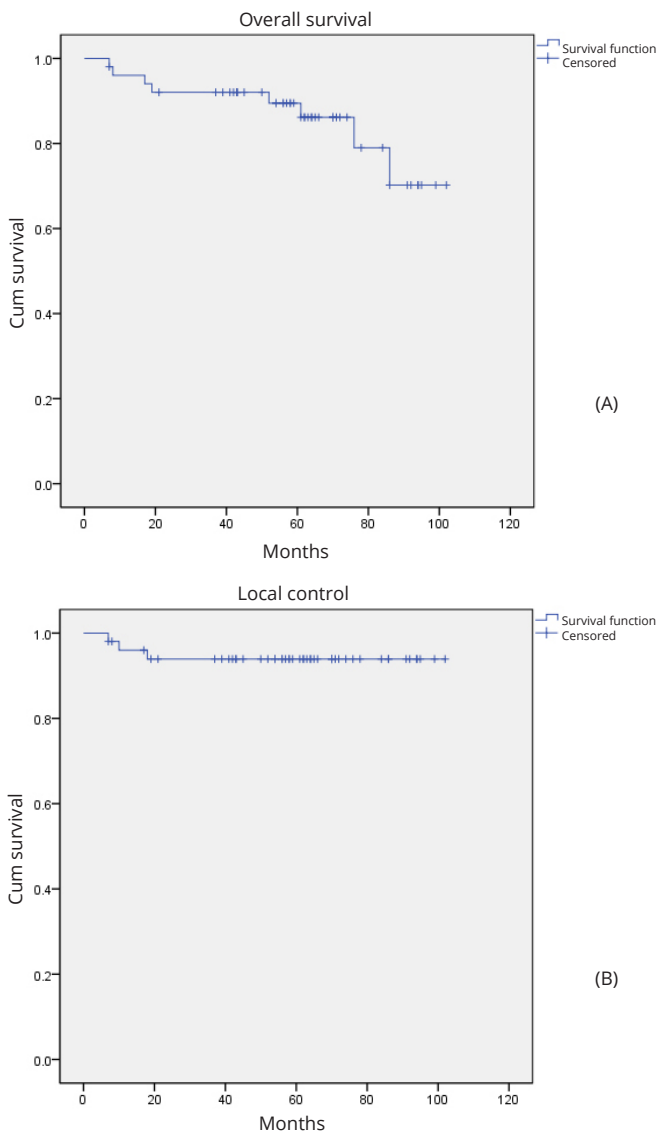 Overall survival
Survival function
Censored
1.0
0.8
0.6
0.4
0.2
0.0
Cum survival
0 20 40 60 80 100 120
Months
(A)
Local control
Survival function
Censored
1.0
0.8
0.6
0.4
0.2
0.0
Cum survival
0 20 40 60 80 100 120
Months
(B)